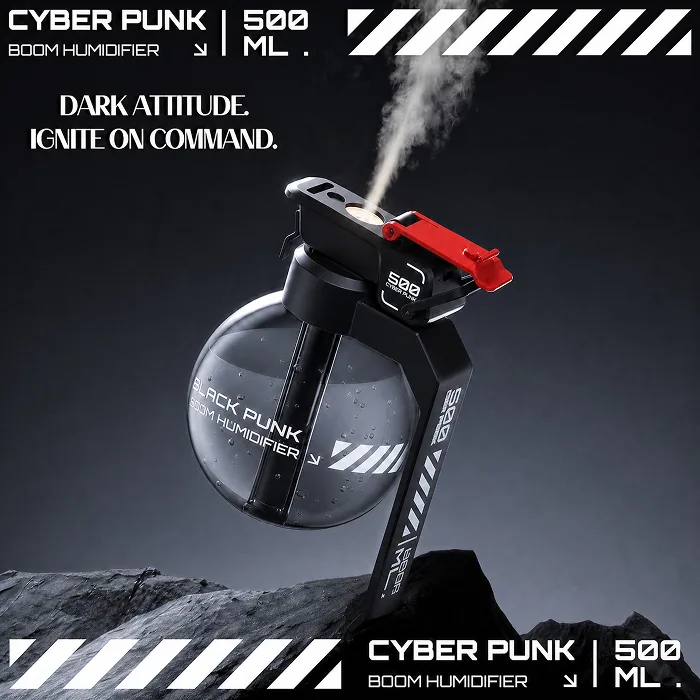 CYBER PUNK
BOOM HUMIDIFIER
500
ML .
DARK ATTITUDE.
IGNITE ON COMMAND.
500
CYBER PUNK
BLACK PUNK
BOOM HUMIDIFIER
500
ML
CYBER PUNK
BOOM HUMIDIFIER
500
ML .